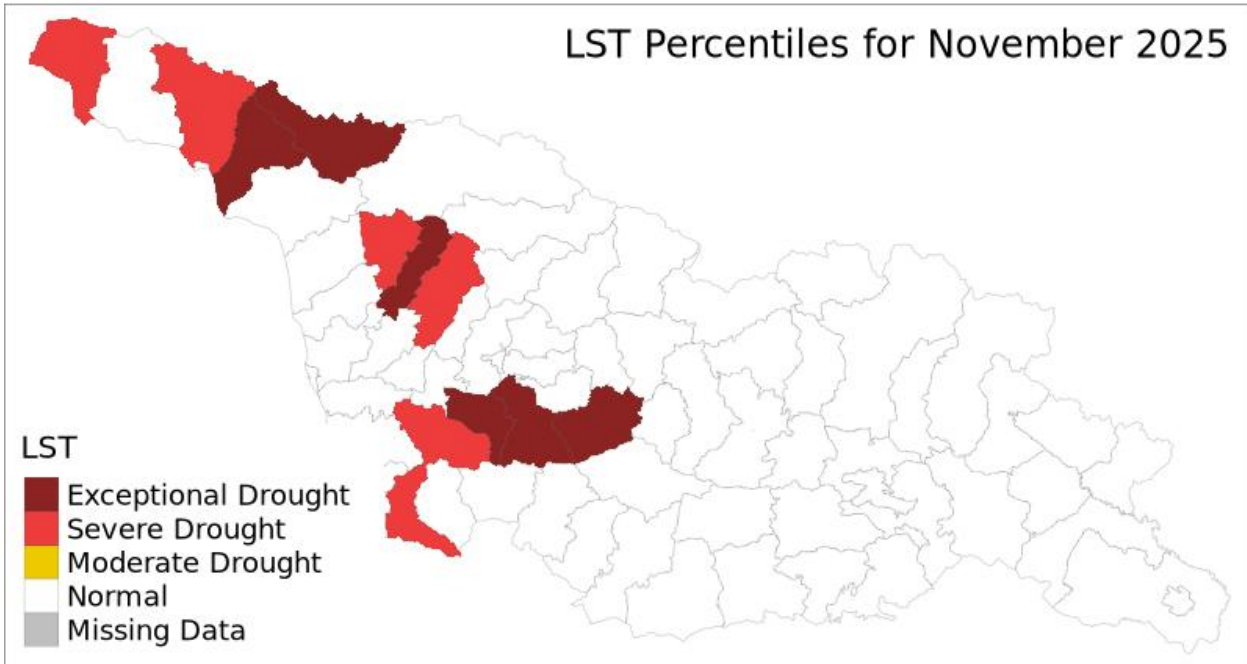 LST Percentiles for November 2025
LST
Exceptional Drought
Severe Drought
Moderate Drought
Normal
Missing Data